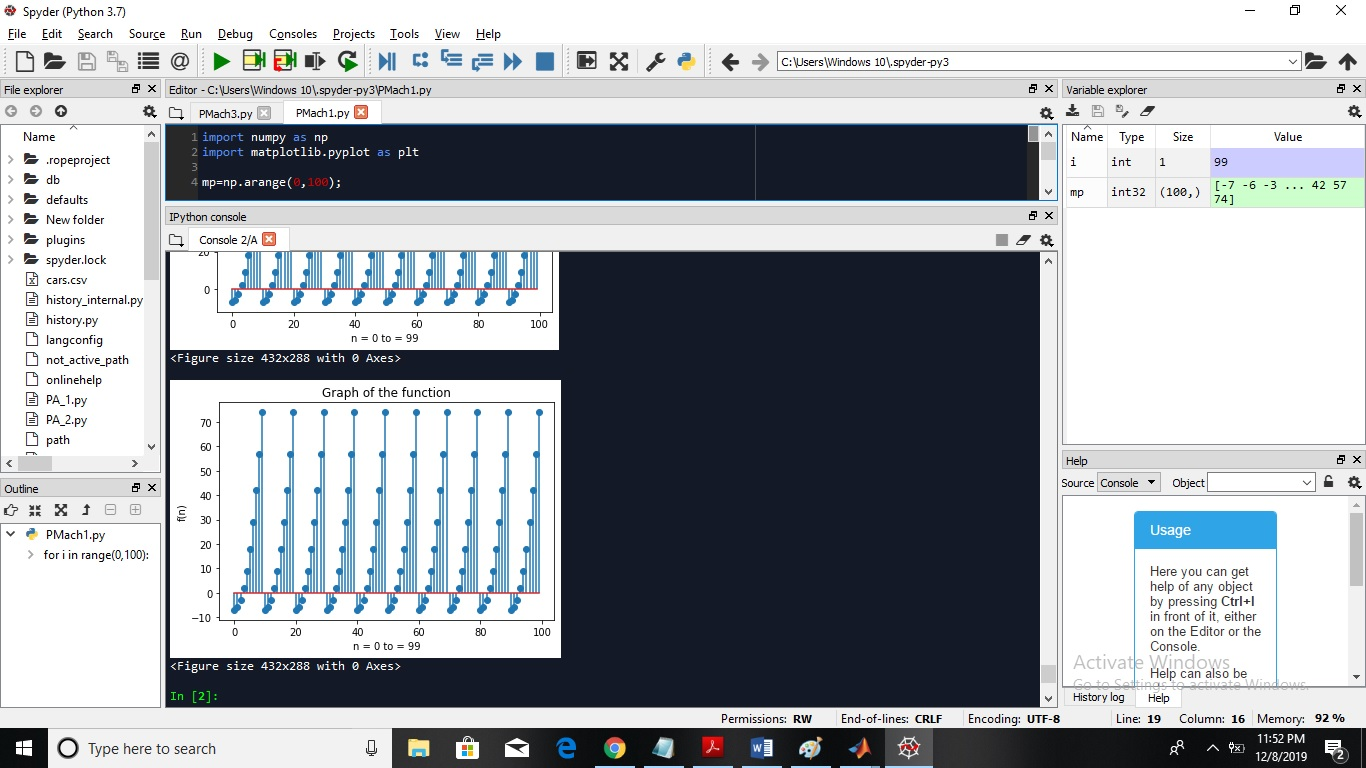 Spyder (Python 3.7)
File Edit Search Source Run Debug Consoles Projects Tools View Help
C:\Users\Windows 10\.spyder-py3
File explorer
Name
.ropeproject
db
defaults
New folder
plugins
spyder.lock
cars.csv
history_internal.py
history.py
langconfig
not_active_path
onlinehelp
PA_1.py
PA_2.py
path
Outline
PMach1.py
for i in range(0,100):
Editor - C:\Users\Windows 10\.spyder-py3\PMach1.py
PMach3.py PMach1.py
1 import numpy as np
2 import matplotlib.pyplot as plt
3
4 mp=np.arange(0,100);
IPython console
Console 2/A
20
0
0 20 40 60 80 100
n = 0 to = 99
<Figure size 432x288 with 0 Axes>
Graph of the function
70
60
50
40
30
20
10
0
−10
f(n)
0 20 40 60 80 100
n = 0 to = 99
<Figure size 432x288 with 0 Axes>
In [2]:
Variable explorer
Name Type Size Value
i int 1 99
mp int32 (100,) [-7 -6 -3 ... 42 57
74]
Help
Source Console Object
Usage
Here you can get
help of any object
by pressing Ctrl+I
in front of it, either
on the Editor or the
Console.
Help can also be
Activate Windows
Go to Settings to activate Windows.
History log Help
Permissions: RW End-of-lines: CRLF Encoding: UTF-8 Line: 19 Column: 16 Memory: 92 %
Type here to search
11:52 PM
12/8/2019
2